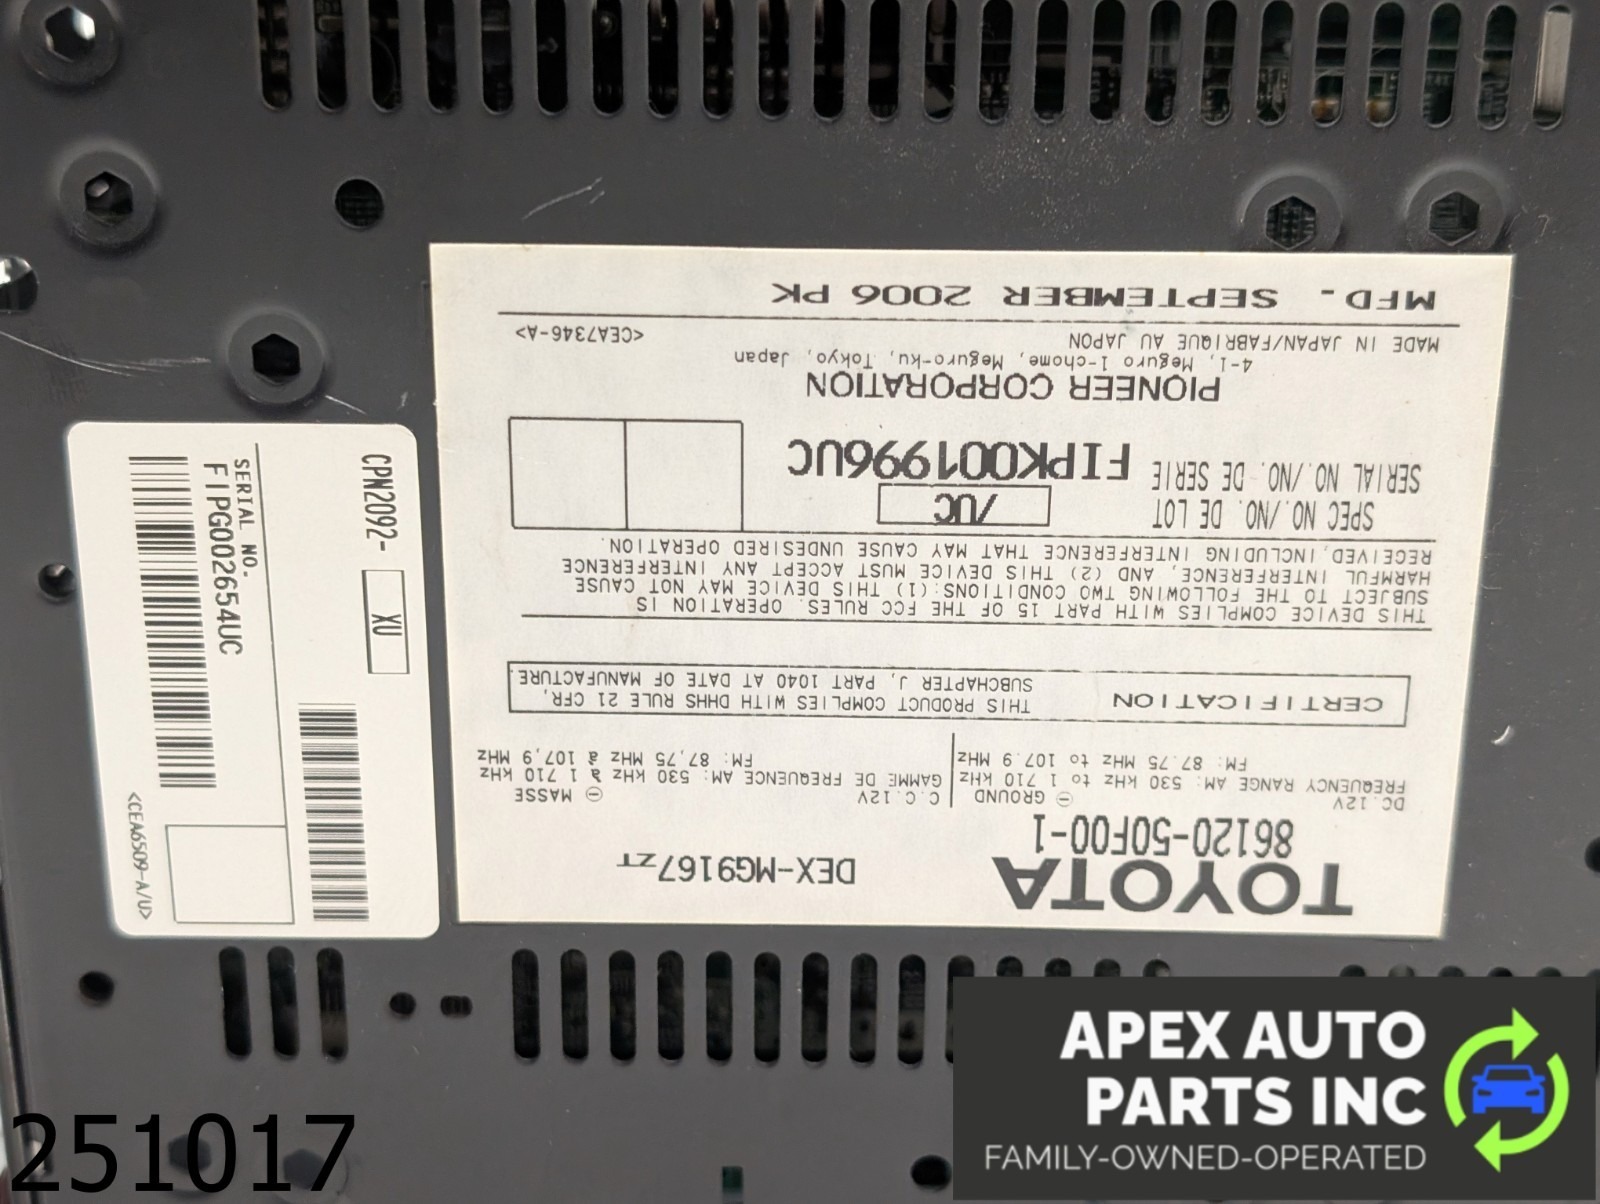 TOYOTA
86120-50F00-1
DEX-MG9167ZT
DC.12V ⊖ GROUND
FREQUENCY RANGE AM: 530 kHz to 1 710 kHz
FM: 87.75 MHz to 107.9 MHz
C.C.12V ⊖ MASSE
GAMME DE FREQUENCE AM: 530 kHz à 1 710 kHz
FM: 87,75 MHz à 107,9 MHz
CERTIFICATION
THIS PRODUCT COMPLIES WITH DHHS RULE 21 CFR,
SUBCHAPTER J, PART 1040 AT DATE OF MANUFACTURE.
THIS DEVICE COMPLIES WITH PART 15 OF THE FCC RULES. OPERATION IS
SUBJECT TO THE FOLLOWING TWO CONDITIONS:(1) THIS DEVICE MAY NOT CAUSE
HARMFUL INTERFERENCE, AND (2) THIS DEVICE MUST ACCEPT ANY INTERFERENCE
RECEIVED, INCLUDING INTERFERENCE THAT MAY CAUSE UNDESIRED OPERATION.
SPEC NO./NO. DE LOT /UC
SERIAL NO./NO. DE SERIE FIPK001996UC
PIONEER CORPORATION
4-1, Meguro 1-chome, Meguro-ku, Tokyo, Japan
MADE IN JAPAN/FABRIQUE AU JAPON <CEA7346-A>
MFD. SEPTEMBER 2006 PK
CPN2092- XU
SERIAL NO.
FIPG002654UC
<CEA6509-A/U>
251017
APEX AUTO
PARTS INC
FAMILY-OWNED-OPERATED